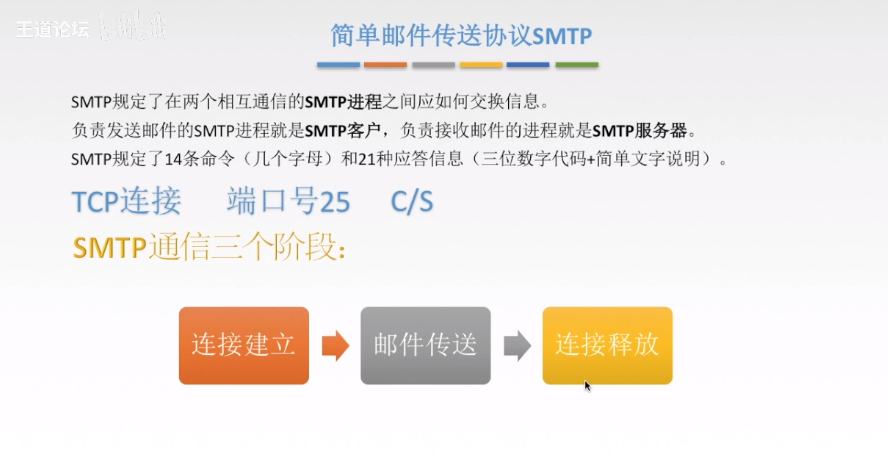 王道论坛
简单邮件传送协议SMTP
SMTP规定了在两个相互通信的SMTP进程之间应如何交换信息。
负责发送邮件的SMTP进程就是SMTP客户，负责接收邮件的进程就是SMTP服务器。
SMTP规定了14条命令（几个字母）和21种应答信息（三位数字代码+简单文字说明）。
TCP连接 端口号25 C/S
SMTP通信三个阶段：
连接建立 邮件传送 连接释放